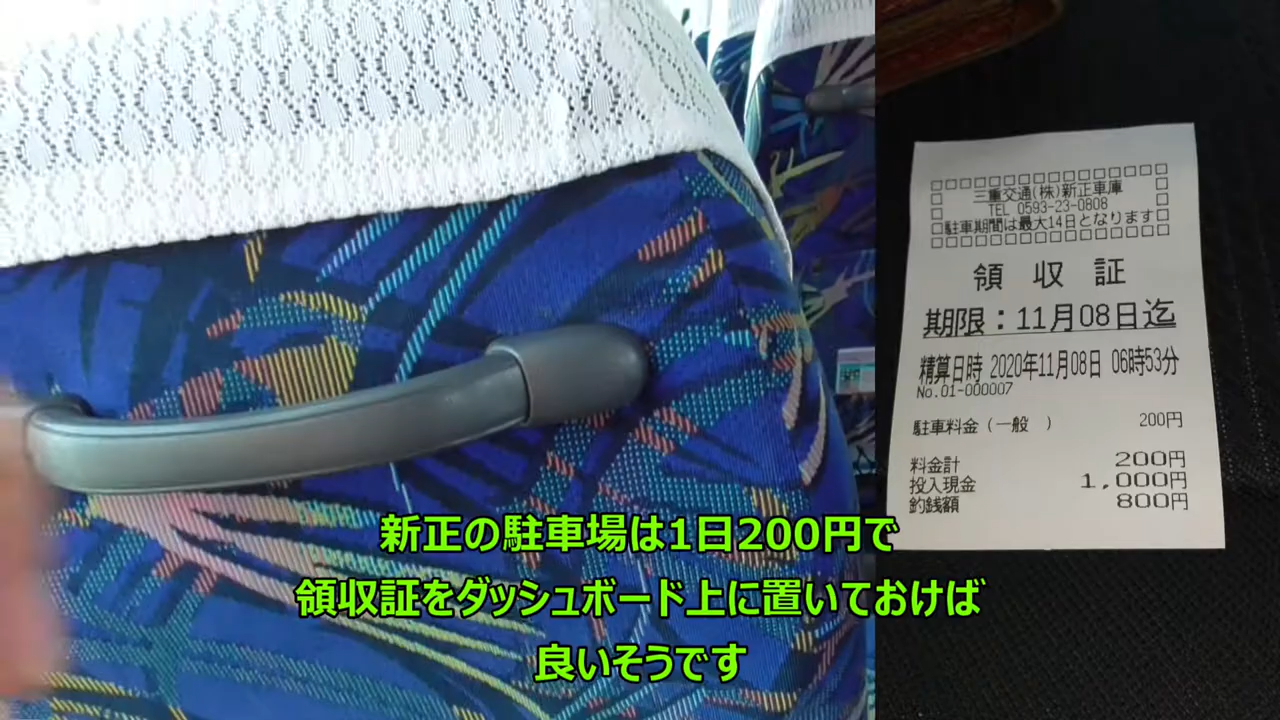 三重交通(株)新正車庫
TEL 0593-23-0808
駐車期間は最大14日となります
領 収 証
期限:11月08日迄
精算日時 2020年11月08日 06時53分
No.01-000007
駐車料金(一般 ) 200円
料金計 200円
投入現金 1,000円
釣銭額 800円
新正の駐車場は1日200円で
領収証をダッシュボード上に置いておけば
良いそうです